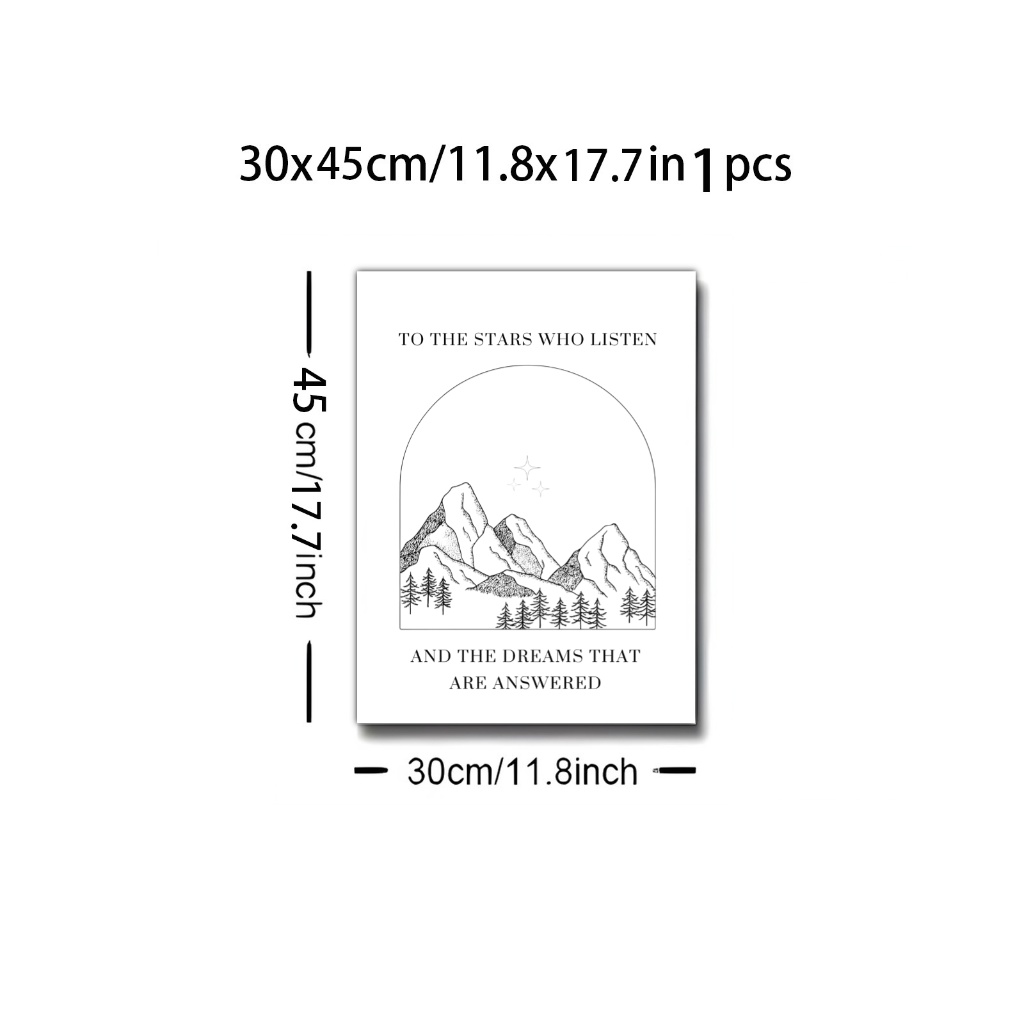 30x45cm/11.8x17.7in 1 pcs
TO THE STARS WHO LISTEN
45 cm/17.7inch
AND THE DREAMS THAT
ARE ANSWERED
30cm/11.8inch